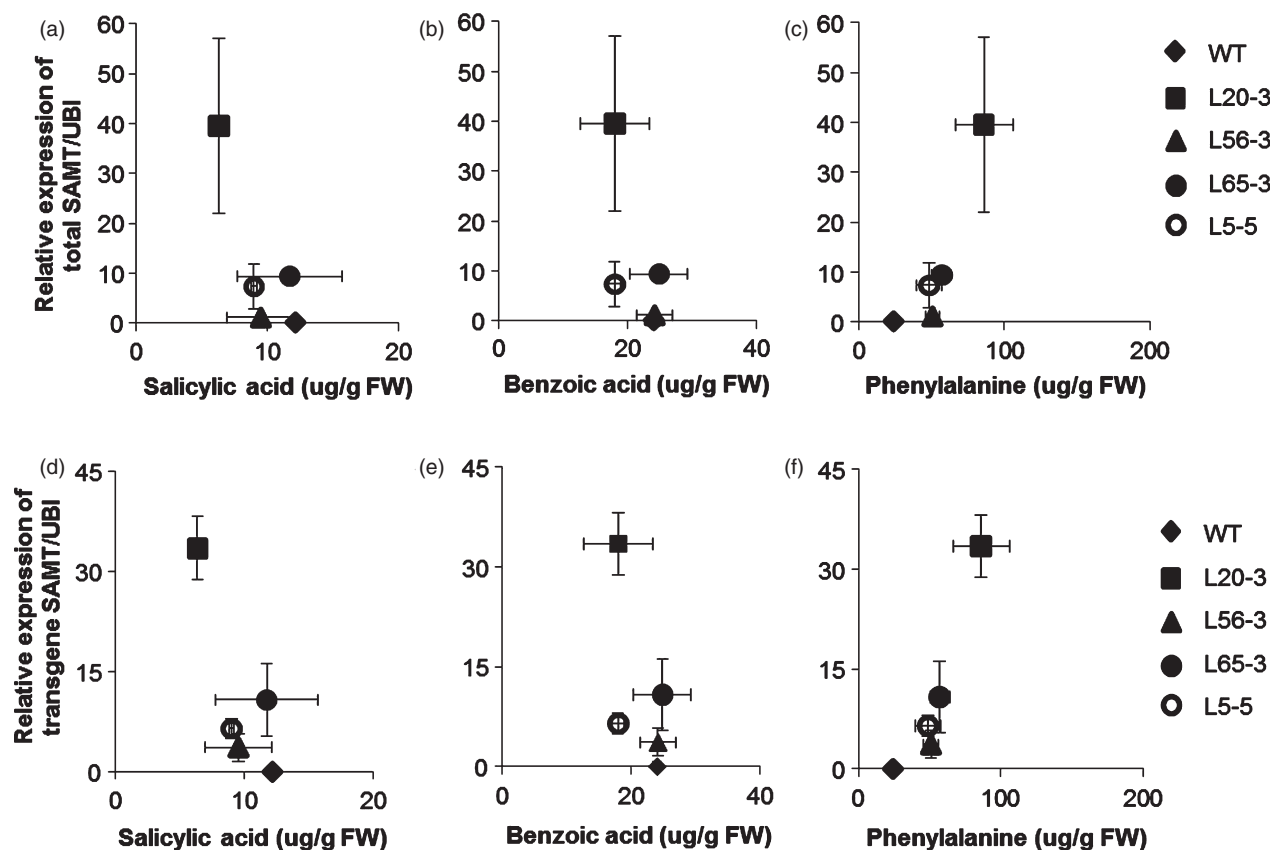 (a)
(b)
(c)
60
50
40
30
20
10
0
Relative expression of
total SAMT/UBI
0 10 20
Salicylic acid (ug/g FW)
60
50
40
30
20
10
0
0 20 40
Benzoic acid (ug/g FW)
60
50
40
30
20
10
0
0 100 200
Phenylalanine (ug/g FW)
WT
L20-3
L56-3
L65-3
L5-5
(d)
(e)
(f)
45
30
15
0
Relative expression of
transgene SAMT/UBI
0 10 20
Salicylic acid (ug/g FW)
45
30
15
0
0 20 40
Benzoic acid (ug/g FW)
45
30
15
0
0 100 200
Phenylalanine (ug/g FW)
WT
L20-3
L56-3
L65-3
L5-5